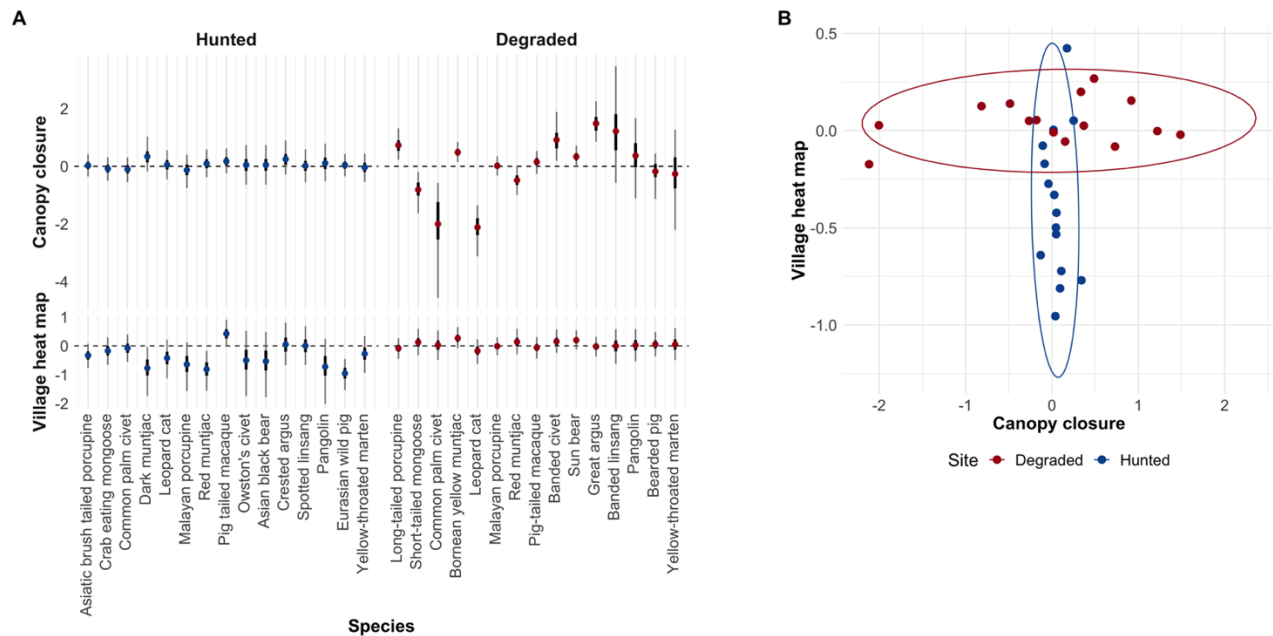 A
Hunted
Degraded
Canopy closure
2
0
-2
-4
Village heat map
1
0
-1
-2
Asiatic brush tailed porcupine
Crab eating mongoose
Common palm civet
Dark muntjac
Leopard cat
Malayan porcupine
Red muntjac
Pig tailed macaque
Owston's civet
Asian black bear
Crested argus
Spotted linsang
Pangolin
Eurasian wild pig
Yellow-throated marten
Long-tailed porcupine
Short-tailed mongoose
Common palm civet
Bornean yellow muntjac
Leopard cat
Malayan porcupine
Red muntjac
Pig-tailed macaque
Banded civet
Sun bear
Great argus
Banded linsang
Pangolin
Bearded pig
Yellow-throated marten
Species
B
Village heat map
0.5
0.0
-0.5
-1.0
-2
-1
0
1
2
Canopy closure
Site Degraded Hunted